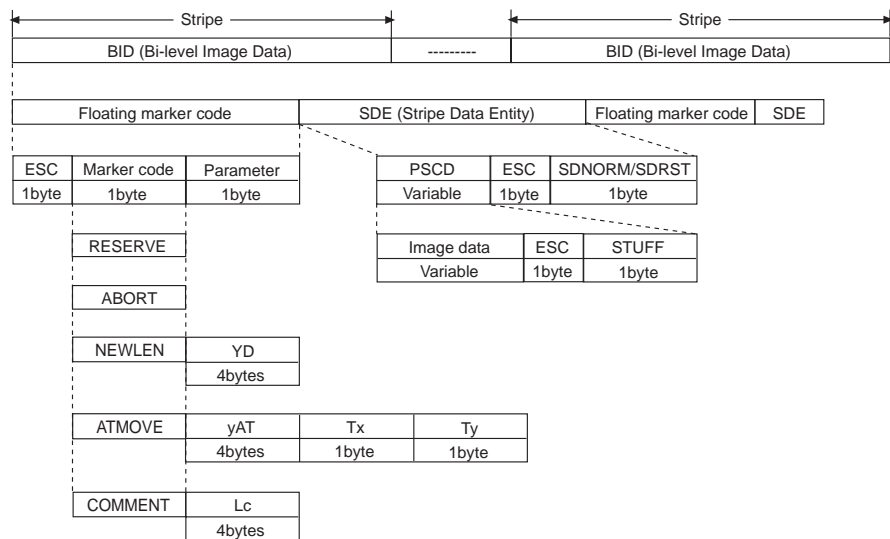 Stripe Stripe
BID (Bi-level Image Data) --------- BID (Bi-level Image Data)
Floating marker code SDE (Stripe Data Entity) Floating marker code SDE
ESC Marker code Parameter PSCD ESC SDNORM/SDRST
1byte 1byte 1byte Variable 1byte 1byte
RESERVE Image data ESC STUFF
Variable 1byte 1byte
ABORT
NEWLEN YD
4bytes
ATMOVE yAT Tx Ty
4bytes 1byte 1byte
COMMENT Lc
4bytes